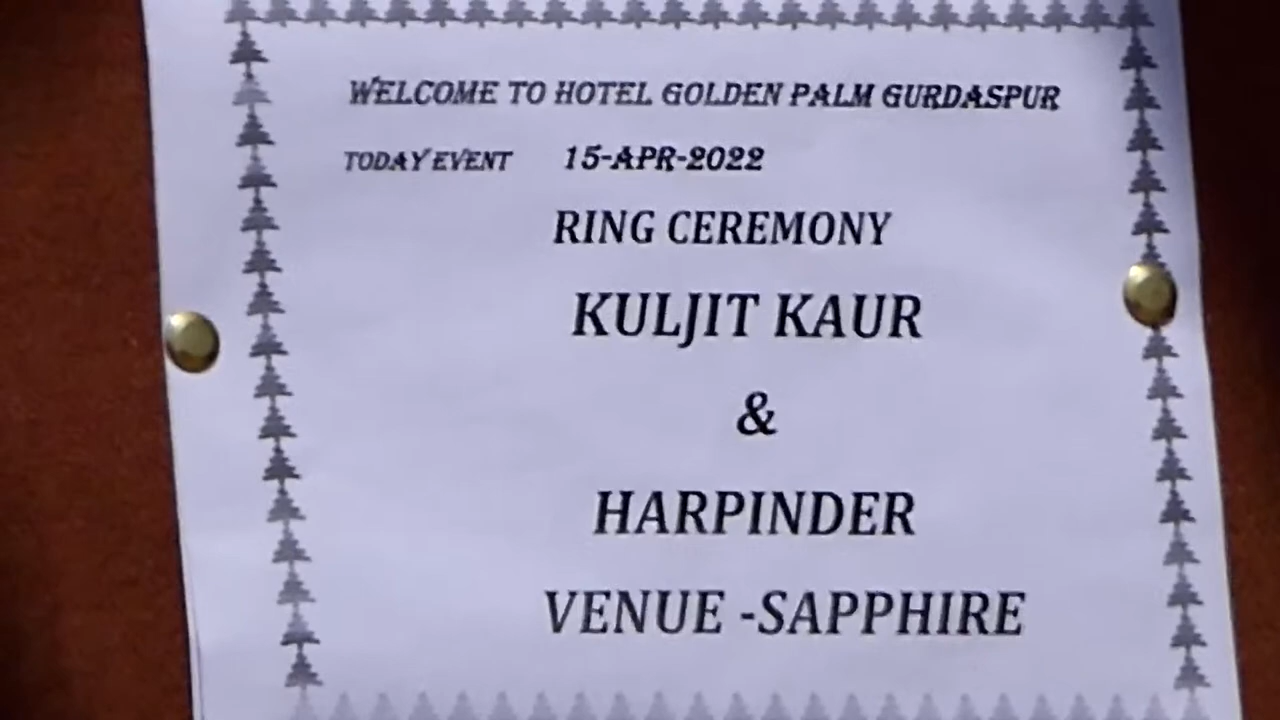 WELCOME TO HOTEL GOLDEN PALM GURDASPUR
TODAY EVENT 15-APR-2022
RING CEREMONY
KULJIT KAUR
&
HARPINDER
VENUE -SAPPHIRE